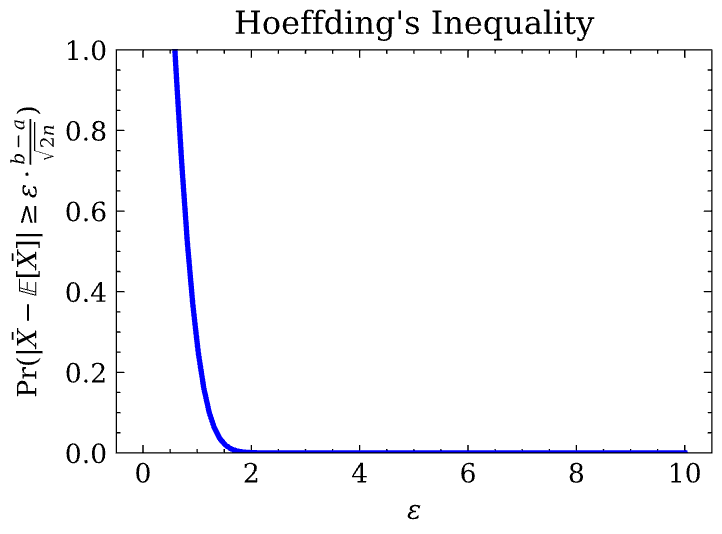 Hoeffding's Inequality
Pr(|X̄ − 𝔼[X̄]| ≥ ε · (b − a)/√(2n))
1.0
0.8
0.6
0.4
0.2
0.0
0 2 4 6 8 10
ε